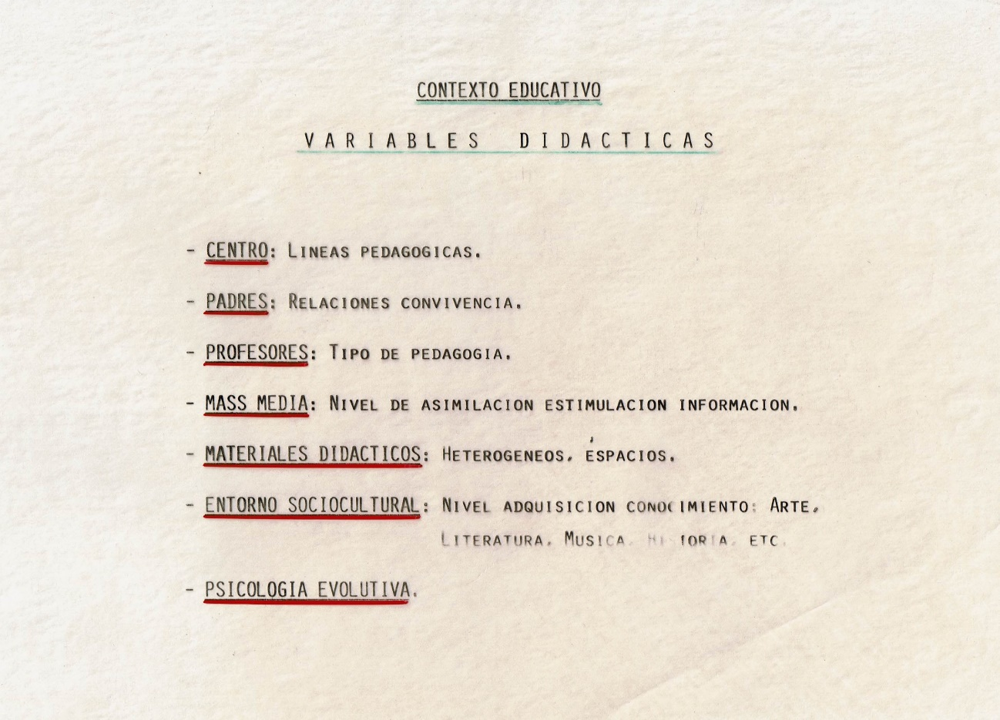 CONTEXTO EDUCATIVO
VARIABLES DIDACTICAS
- CENTRO: LINEAS PEDAGOGICAS.
- PADRES: RELACIONES CONVIVENCIA.
- PROFESORES: TIPO DE PEDAGOGIA.
- MASS MEDIA: NIVEL DE ASIMILACION ESTIMULACION INFORMACION.
- MATERIALES DIDACTICOS: HETEROGENEOS, ESPACIOS.
- ENTORNO SOCIOCULTURAL: NIVEL ADQUISICION CONOCIMIENTO: ARTE,
LITERATURA, MUSICA, HISTORIA, ETC.
- PSICOLOGIA EVOLUTIVA.